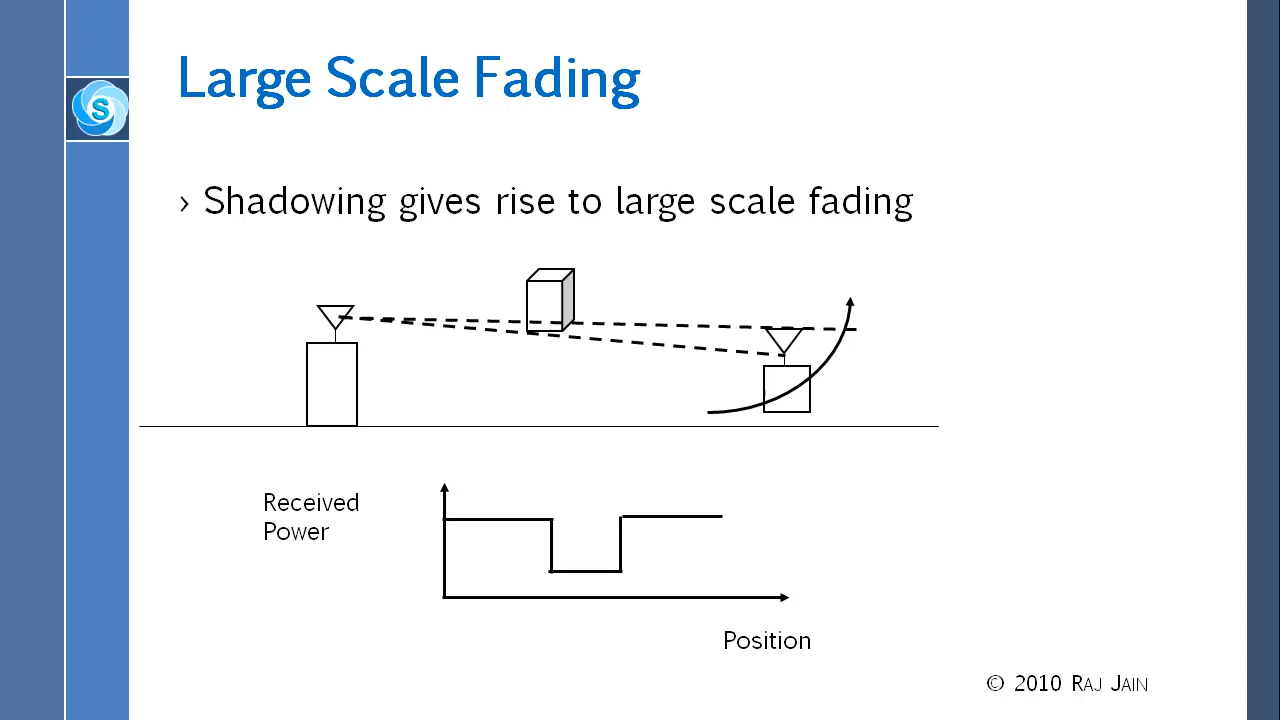 Large Scale Fading
S
› Shadowing gives rise to large scale fading
Received
Power
Position
© 2010 RAJ JAIN